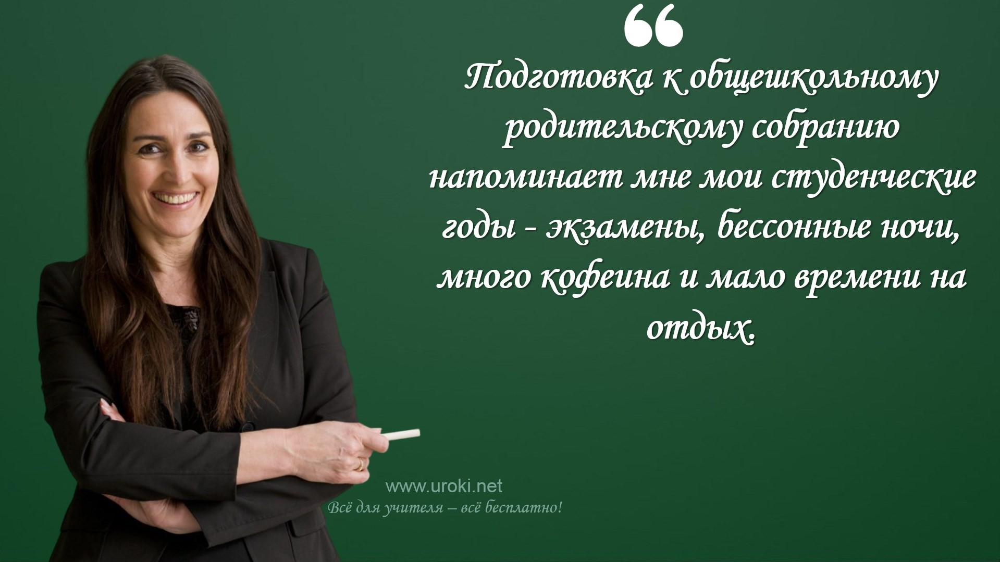 Подготовка к общешкольному
родительскому собранию
напоминает мне мои студенческие
годы - экзамены, бессонные ночи,
много кофеина и мало времени на
отдых.
www.uroki.net
Всё для учителя – всё бесплатно!